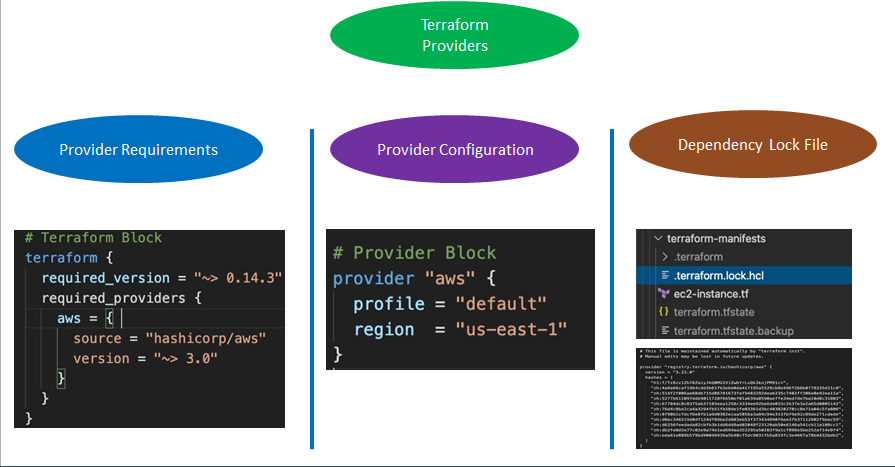 Terraform
Providers
Provider Requirements
Provider Configuration
Dependency Lock File
# Terraform Block
terraform {
required_version = "~> 0.14.3"
required_providers {
aws = {
source = "hashicorp/aws"
version = "~> 3.0"
}
}
}
# Provider Block
provider "aws" {
profile = "default"
region = "us-east-1"
}
terraform-manifests
.terraform
.terraform.lock.hcl
ec2-instance.tf
terraform.tfstate
terraform.tfstate.backup
# This file is maintained automatically by "terraform init".
# Manual edits may be lost in future updates.
provider "registry.terraform.io/hashicorp/aws" {
version = "3.22.0"
hashes = [
]
}